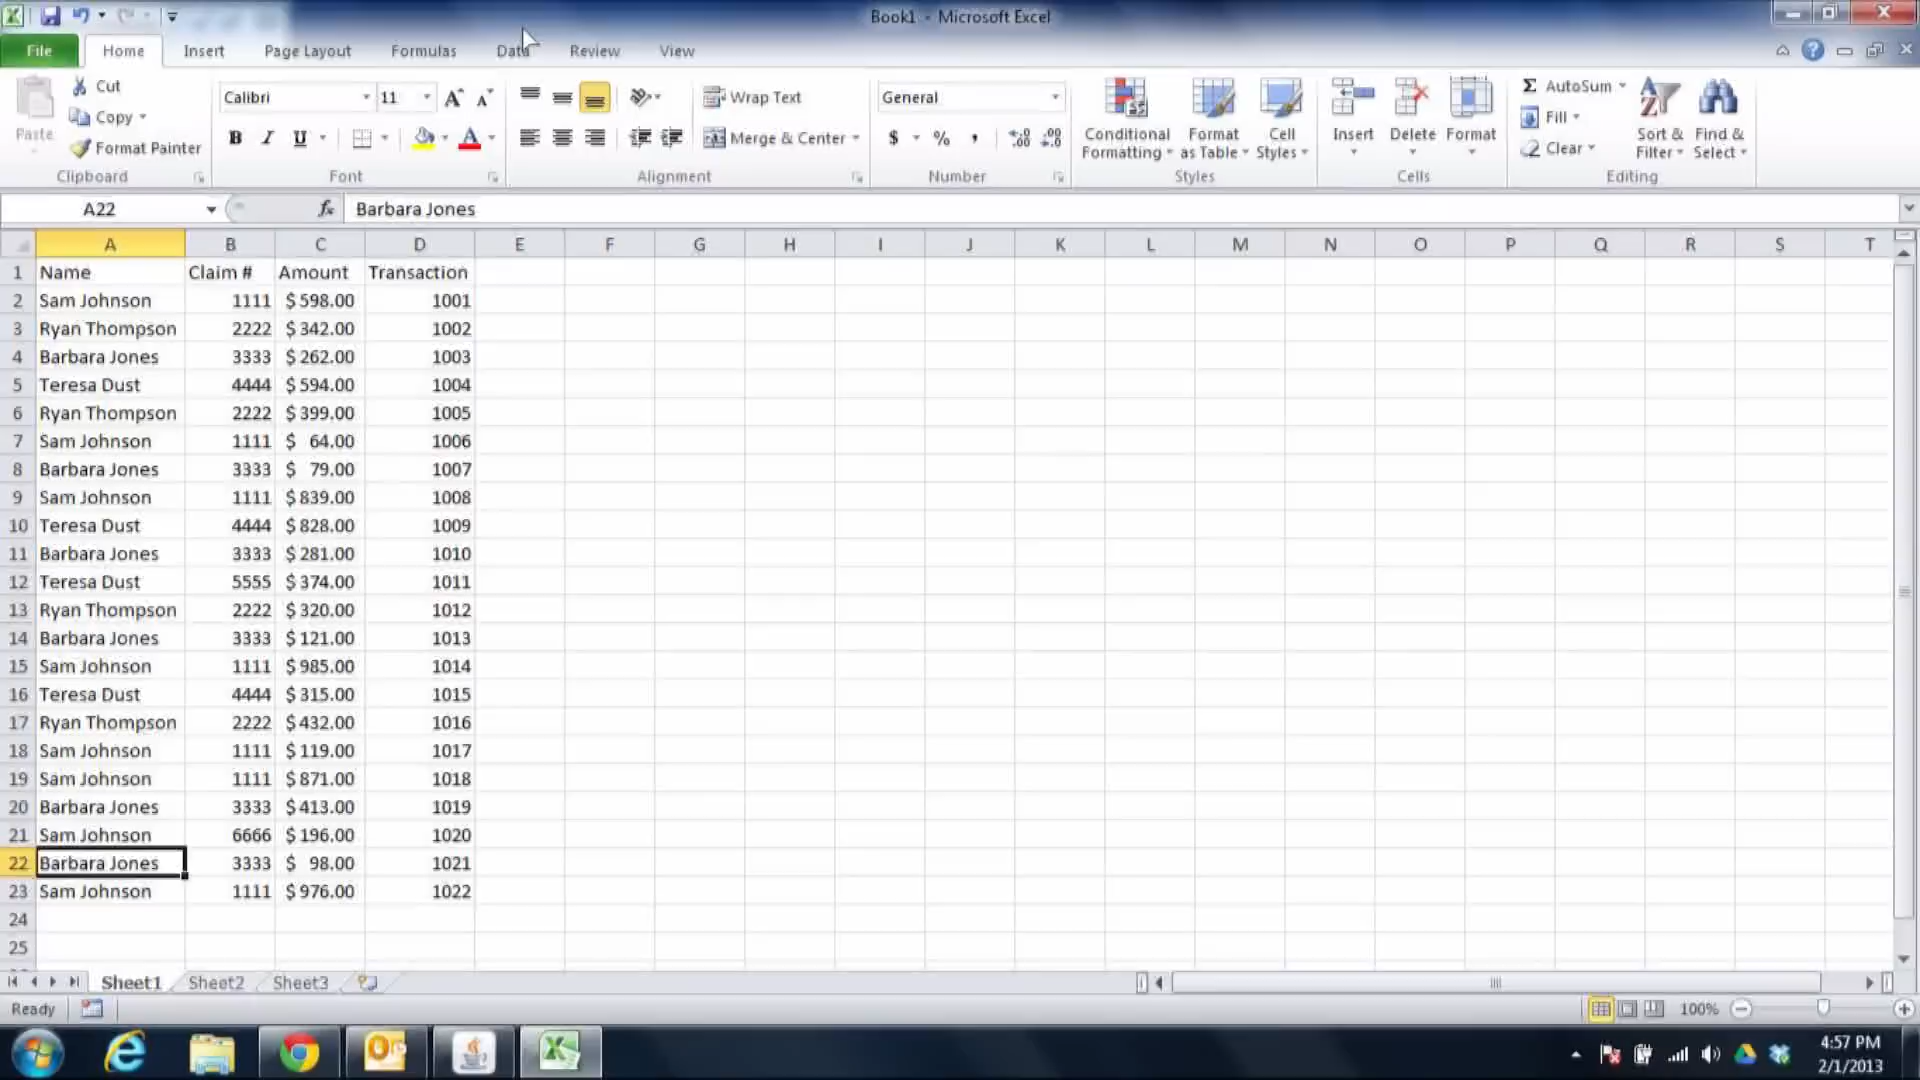 Book1 - Microsoft Excel
File Home Insert Page Layout Formulas Data Review View
Paste
Cut
Copy
Format Painter
Clipboard
Calibri 11
B I U
Font
Wrap Text
Merge & Center
Alignment
General
$ % ,
Number
Conditional Formatting
Format as Table
Cell Styles
Styles
Insert Delete Format
Cells
Σ AutoSum
Fill
Clear
Sort & Filter
Find & Select
Editing
A22 fx Barbara Jones
A B C D E F G H I J K L M N O P Q R S T
1 Name Claim # Amount Transaction
2 Sam Johnson 1111 $ 598.00 1001
3 Ryan Thompson 2222 $ 342.00 1002
4 Barbara Jones 3333 $ 262.00 1003
5 Teresa Dust 4444 $ 594.00 1004
6 Ryan Thompson 2222 $ 399.00 1005
7 Sam Johnson 1111 $ 64.00 1006
8 Barbara Jones 3333 $ 79.00 1007
9 Sam Johnson 1111 $ 839.00 1008
10 Teresa Dust 4444 $ 828.00 1009
11 Barbara Jones 3333 $ 281.00 1010
12 Teresa Dust 5555 $ 374.00 1011
13 Ryan Thompson 2222 $ 320.00 1012
14 Barbara Jones 3333 $ 121.00 1013
15 Sam Johnson 1111 $ 985.00 1014
16 Teresa Dust 4444 $ 315.00 1015
17 Ryan Thompson 2222 $ 432.00 1016
18 Sam Johnson 1111 $ 119.00 1017
19 Sam Johnson 1111 $ 871.00 1018
20 Barbara Jones 3333 $ 413.00 1019
21 Sam Johnson 6666 $ 196.00 1020
22 Barbara Jones 3333 $ 98.00 1021
23 Sam Johnson 1111 $ 976.00 1022
24
25
Sheet1 Sheet2 Sheet3
Ready 100%
4:57 PM
2/1/2013